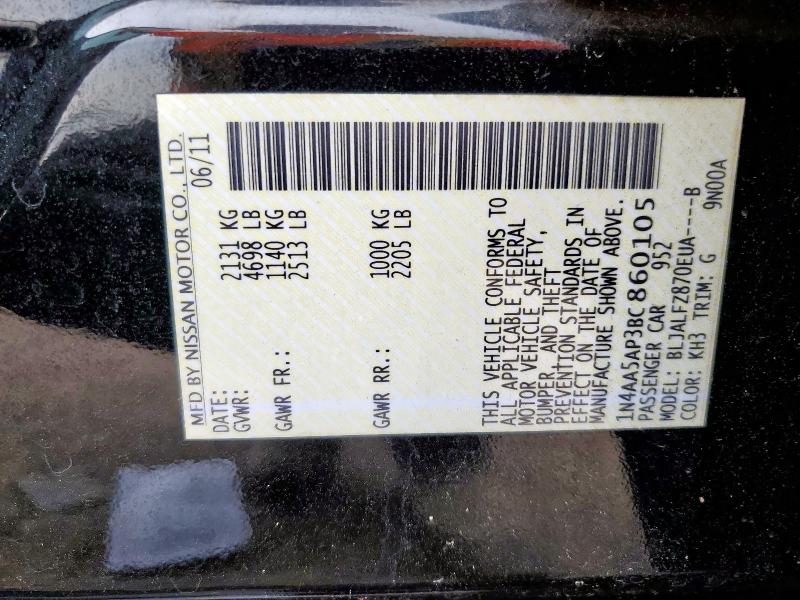 MFD BY NISSAN MOTOR CO., LTD.
DATE: 06/11
GVWR: 2131 KG
4698 LB
GAWR FR.: 1140 KG
2513 LB
GAWR RR.: 1000 KG
2205 LB
THIS VEHICLE CONFORMS TO
ALL APPLICABLE FEDERAL
MOTOR VEHICLE SAFETY,
BUMPER, AND THEFT
PREVENTION STANDARDS IN
EFFECT ON THE DATE OF
MANUFACTURE SHOWN ABOVE.
1N4AA5AP3BC860105
PASSENGER CAR 952
MODEL: BLJALFZ870EUA----B
COLOR: KH3 TRIM: G 9N00A